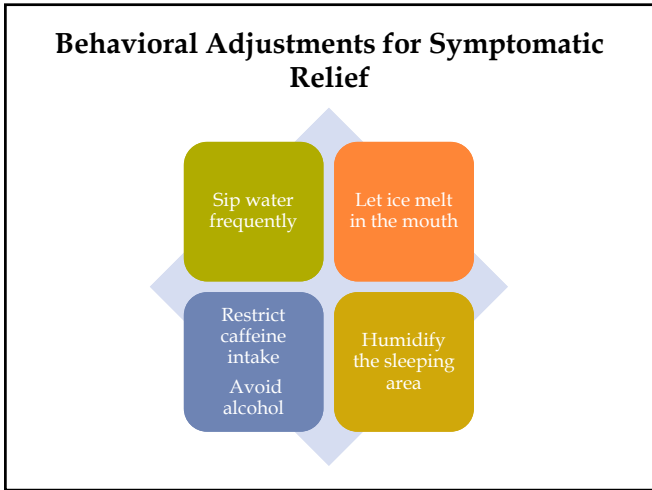 Behavioral Adjustments for Symptomatic
Relief
Sip water
frequently
Let ice melt
in the mouth
Restrict
caffeine
intake
Avoid
alcohol
Humidify
the sleeping
area